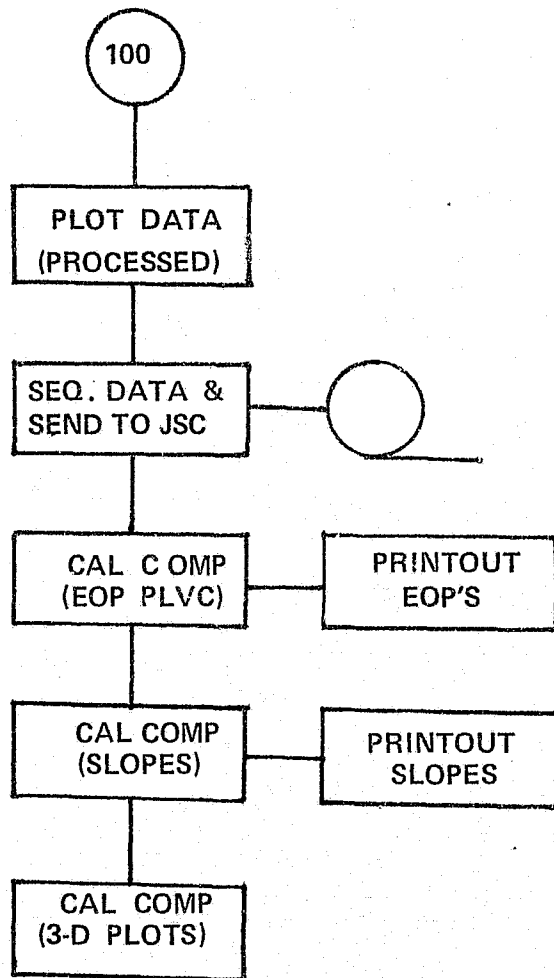 100
PLOT DATA
(PROCESSED)
SEQ. DATA &
SEND TO JSC
CAL COMP
(EOP PLVC)
PRINTOUT
EOP'S
CAL COMP
(SLOPES)
PRINTOUT
SLOPES
CAL COMP
(3-D PLOTS)